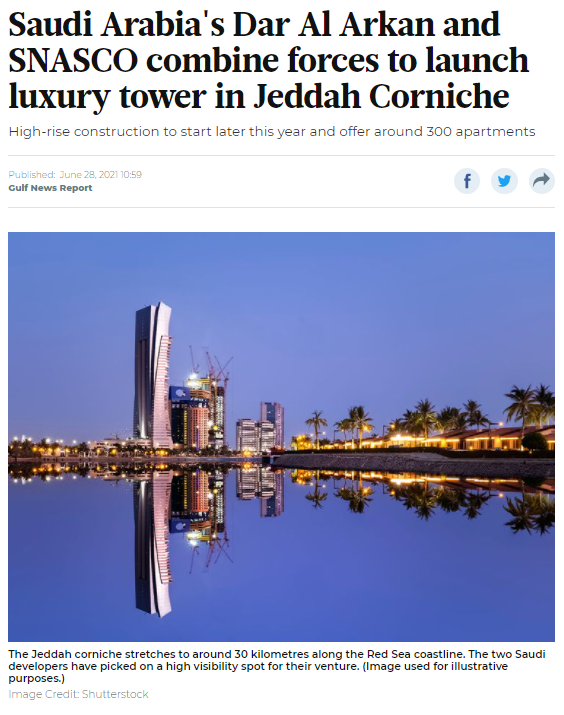 Saudi Arabia's Dar Al Arkan and
SNASCO combine forces to launch
luxury tower in Jeddah Corniche
High-rise construction to start later this year and offer around 300 apartments
Published: June 28, 2021 10:59
Gulf News Report
The Jeddah corniche stretches to around 30 kilometres along the Red Sea coastline. The two Saudi
developers have picked on a high visibility spot for their venture. (Image used for illustrative
purposes.)
Image Credit: Shutterstock